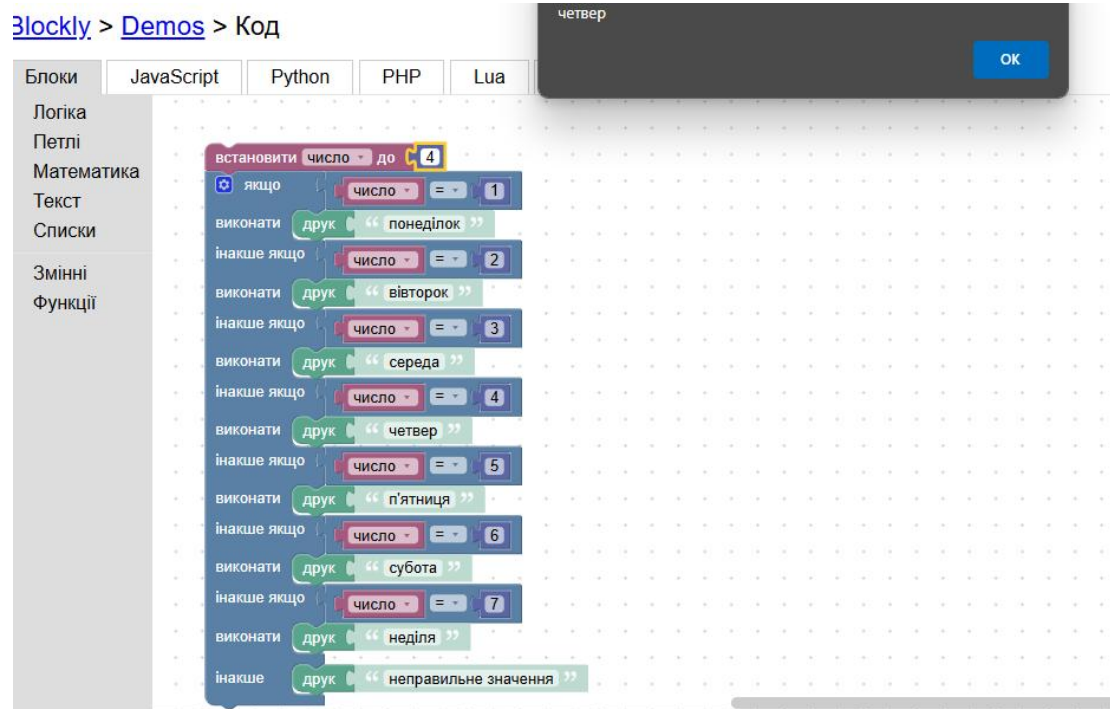 четвер
OK
Blockly > Demos > Код
Блоки JavaScript Python PHP Lua
Логіка
Петлі
Математика
Текст
Списки
Змінні
Функції
встановити число до 4
якщо число = 1
виконати друк “ понеділок ”
інакше якщо число = 2
виконати друк “ вівторок ”
інакше якщо число = 3
виконати друк “ середа ”
інакше якщо число = 4
виконати друк “ четвер ”
інакше якщо число = 5
виконати друк “ п'ятниця ”
інакше якщо число = 6
виконати друк “ субота ”
інакше якщо число = 7
виконати друк “ неділя ”
інакше друк “ неправильне значення ”